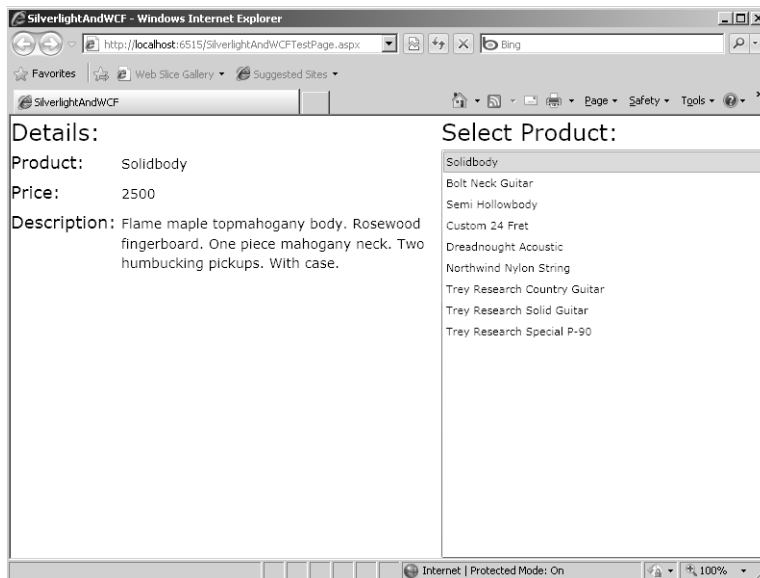 SilverlightAndWCF - Windows Internet Explorer
http://localhost:6515/SilverlightAndWCFTestPage.aspx
Bing
Favorites
Web Slice Gallery
Suggested Sites
SilverlightAndWCF
Page
Safety
Tools
Details:
Product: Solidbody
Price: 2500
Description: Flame maple topmahogany body. Rosewood
fingerboard. One piece mahogany neck. Two
humbucking pickups. With case.
Select Product:
Solidbody
Bolt Neck Guitar
Semi Hollowbody
Custom 24 Fret
Dreadnought Acoustic
Northwind Nylon String
Trey Research Country Guitar
Trey Research Solid Guitar
Trey Research Special P-90
Internet | Protected Mode: On
100%